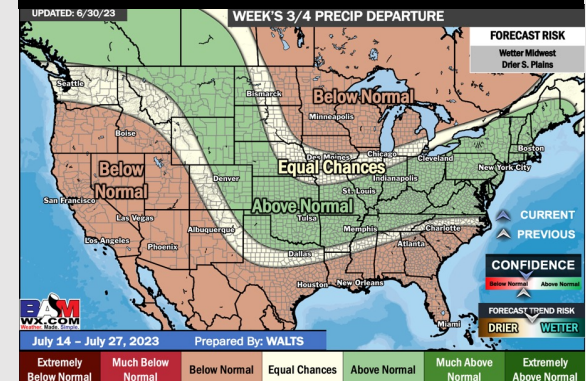 UPDATED: 6/30/23
WEEK'S 3/4 PRECIP DEPARTURE
FORECAST RISK
Wetter Midwest
Drier S. Plains
Seattle
Bismarck
Below Normal
Minneapolis
Boise
Des Moines
Chicago
Cleveland
Boston
New York City
Equal Chances
Indianapolis
Below
Normal
Denver
St. Louis
San Francisco
Above Normal
Las Vegas
Tulsa
Los Angeles
Albuquerque
Memphis
Charlotte
Phoenix
Atlanta
Dallas
Houston
New Orleans
Miami
CURRENT
PREVIOUS
CONFIDENCE
Below Normal
Above Normal
FORECAST TREND RISK
DRIER
WETTER
BAM
WX.COM
Weather. Made. Simple.
July 14 – July 27, 2023
Prepared By: WALTS
Extremely
Below Normal
Much Below
Normal
Below Normal
Equal Chances
Above Normal
Much Above
Normal
Extremely
Above Normal